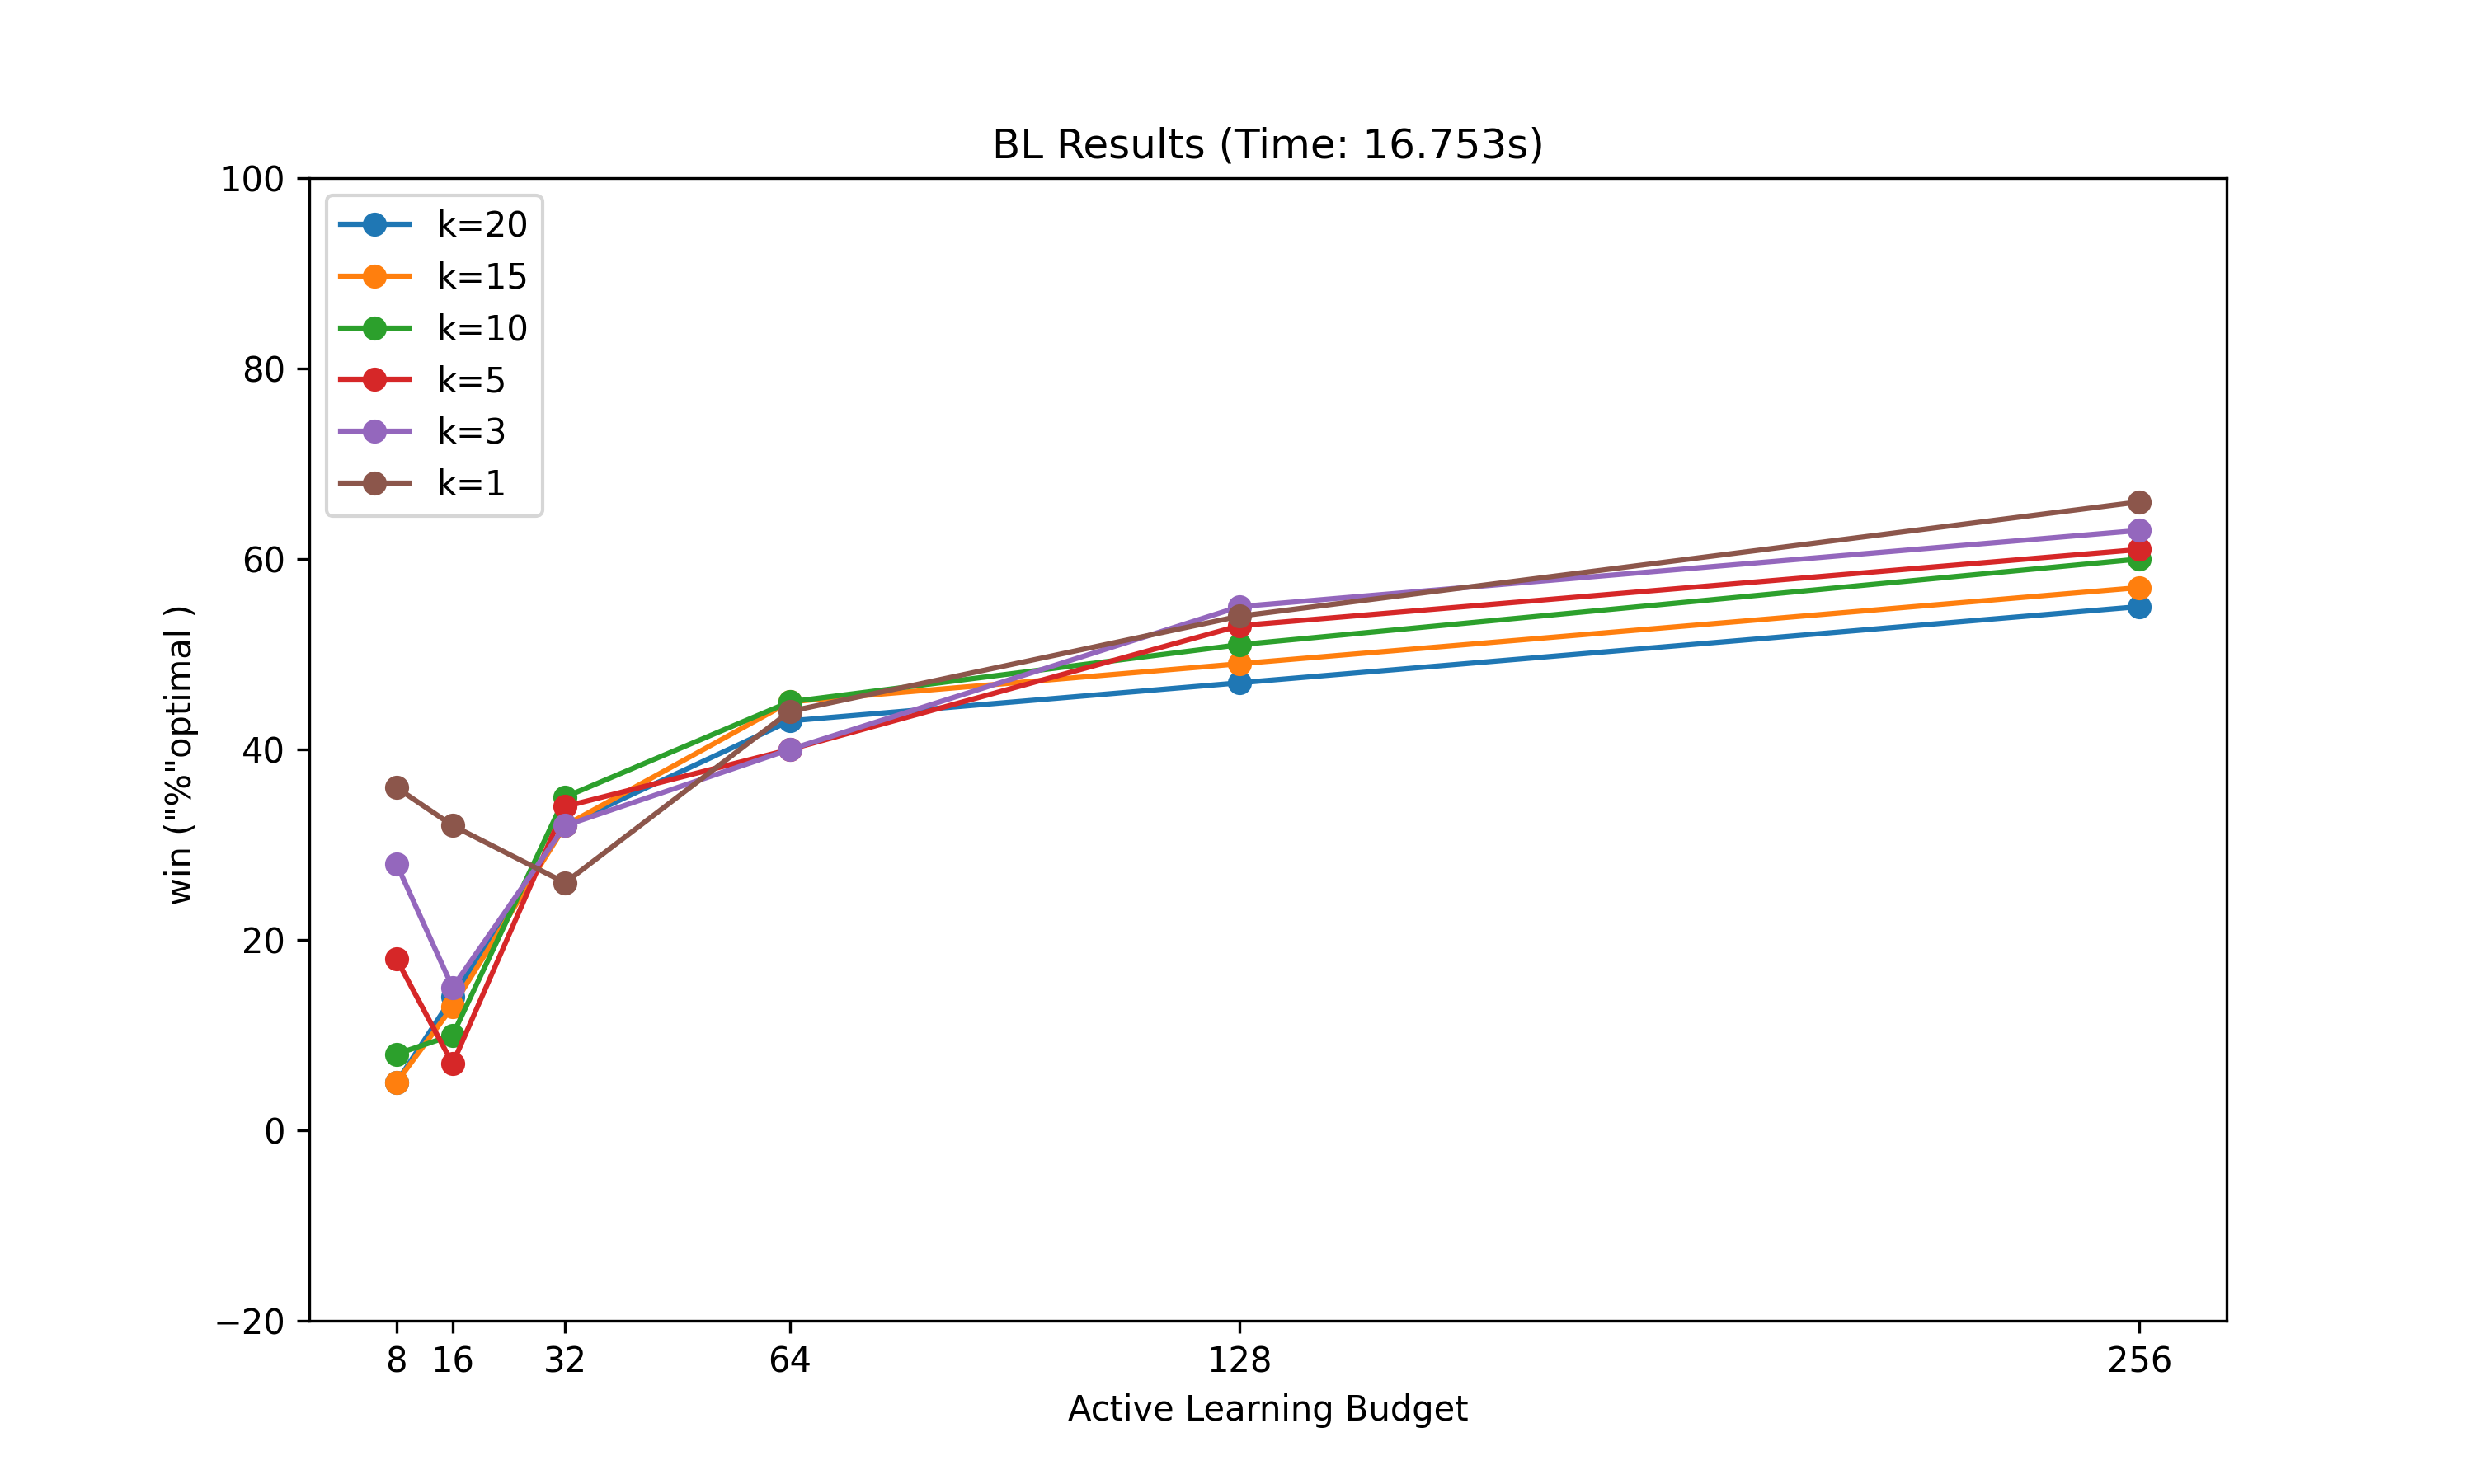 BL Results (Time: 16.753s)
100
80
60
40
20
0
−20
win ("%"optimal )
k=20
k=15
k=10
k=5
k=3
k=1
8 16 32 64 128 256
Active Learning Budget